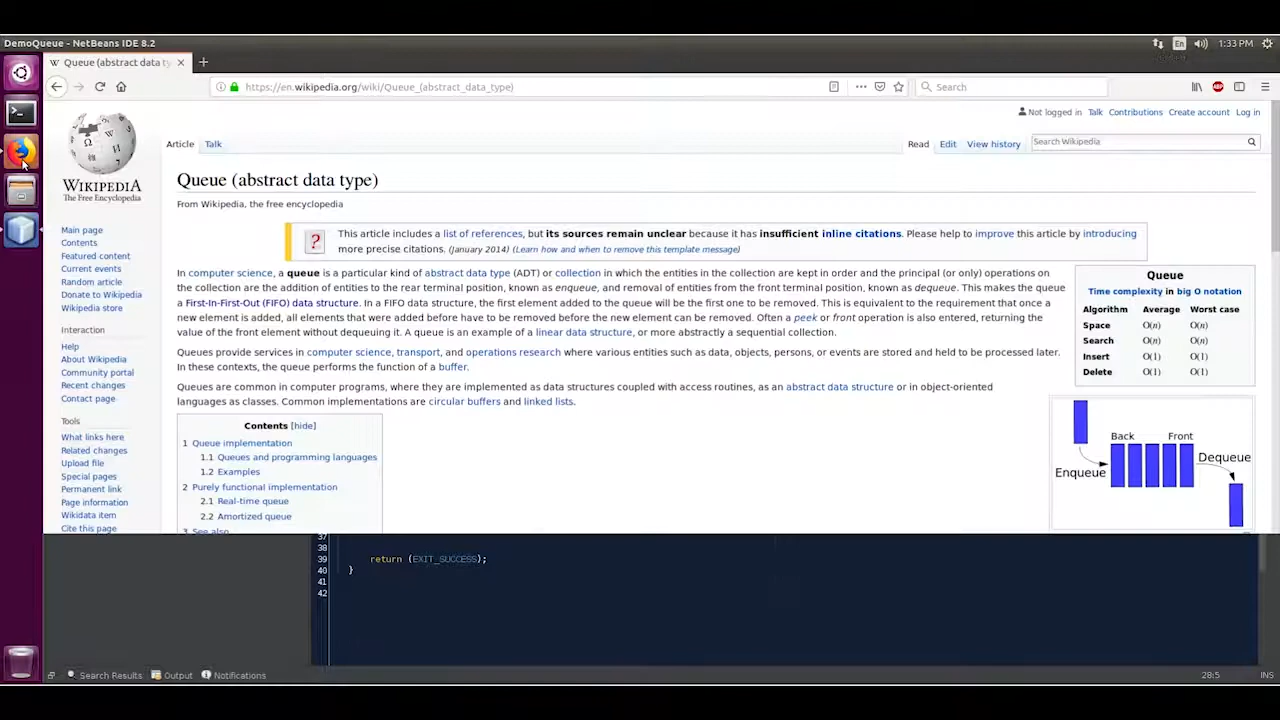 DemoQueue - NetBeans IDE 8.2
En
1:33 PM
W Queue (abstract data ty
https://en.wikipedia.org/wiki/Queue_(abstract_data_type)
Search
ABP
Not logged in Talk Contributions Create account Log in
Article Talk
Read Edit View history
Search Wikipedia
WIKIPEDIA
The Free Encyclopedia
Main page
Contents
Featured content
Current events
Random article
Donate to Wikipedia
Wikipedia store
Interaction
Help
About Wikipedia
Community portal
Recent changes
Contact page
Tools
What links here
Related changes
Upload file
Special pages
Permanent link
Page information
Wikidata item
Cite this page
Queue (abstract data type)
From Wikipedia, the free encyclopedia
?
This article includes a list of references, but its sources remain unclear because it has insufficient inline citations. Please help to improve this article by introducing
more precise citations. (January 2014) (Learn how and when to remove this template message)
In computer science, a queue is a particular kind of abstract data type (ADT) or collection in which the entities in the collection are kept in order and the principal (or only) operations on
the collection are the addition of entities to the rear terminal position, known as enqueue, and removal of entities from the front terminal position, known as dequeue. This makes the queue
a First-In-First-Out (FIFO) data structure. In a FIFO data structure, the first element added to the queue will be the first one to be removed. This is equivalent to the requirement that once a
new element is added, all elements that were added before have to be removed before the new element can be removed. Often a peek or front operation is also entered, returning the
value of the front element without dequeuing it. A queue is an example of a linear data structure, or more abstractly a sequential collection.
Queues provide services in computer science, transport, and operations research where various entities such as data, objects, persons, or events are stored and held to be processed later.
In these contexts, the queue performs the function of a buffer.
Queues are common in computer programs, where they are implemented as data structures coupled with access routines, as an abstract data structure or in object-oriented
languages as classes. Common implementations are circular buffers and linked lists.
Contents [hide]
1 Queue implementation
1.1 Queues and programming languages
1.2 Examples
2 Purely functional implementation
2.1 Real-time queue
2.2 Amortized queue
3 See also
Queue
Time complexity in big O notation
Algorithm Average Worst case
Space O(n) O(n)
Search O(n) O(n)
Insert O(1) O(1)
Delete O(1) O(1)
Back Front
Enqueue
Dequeue
37
38
39 return (EXIT_SUCCESS);
40 }
41
42
Search Results Output Notifications
28:5 INS